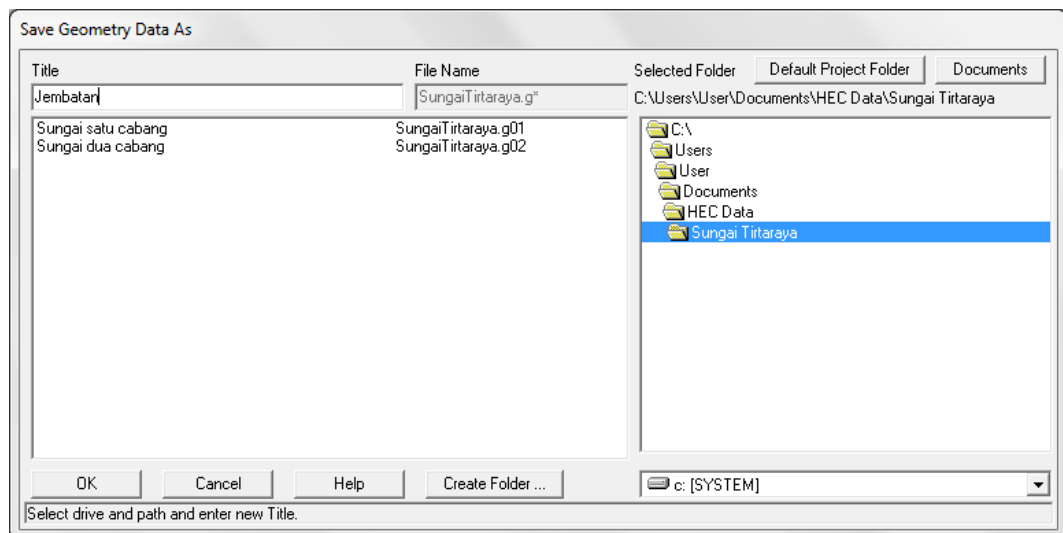 Save Geometry Data As
Title File Name Selected Folder Default Project Folder Documents
Jembatan SungaiTirtaraya.g* C:\Users\User\Documents\HEC Data\Sungai Tirtaraya
Sungai satu cabang SungaiTirtaraya.g01
Sungai dua cabang SungaiTirtaraya.g02
C:\
Users
User
Documents
HEC Data
Sungai Tirtaraya
OK Cancel Help Create Folder ... c: [SYSTEM]
Select drive and path and enter new Title.